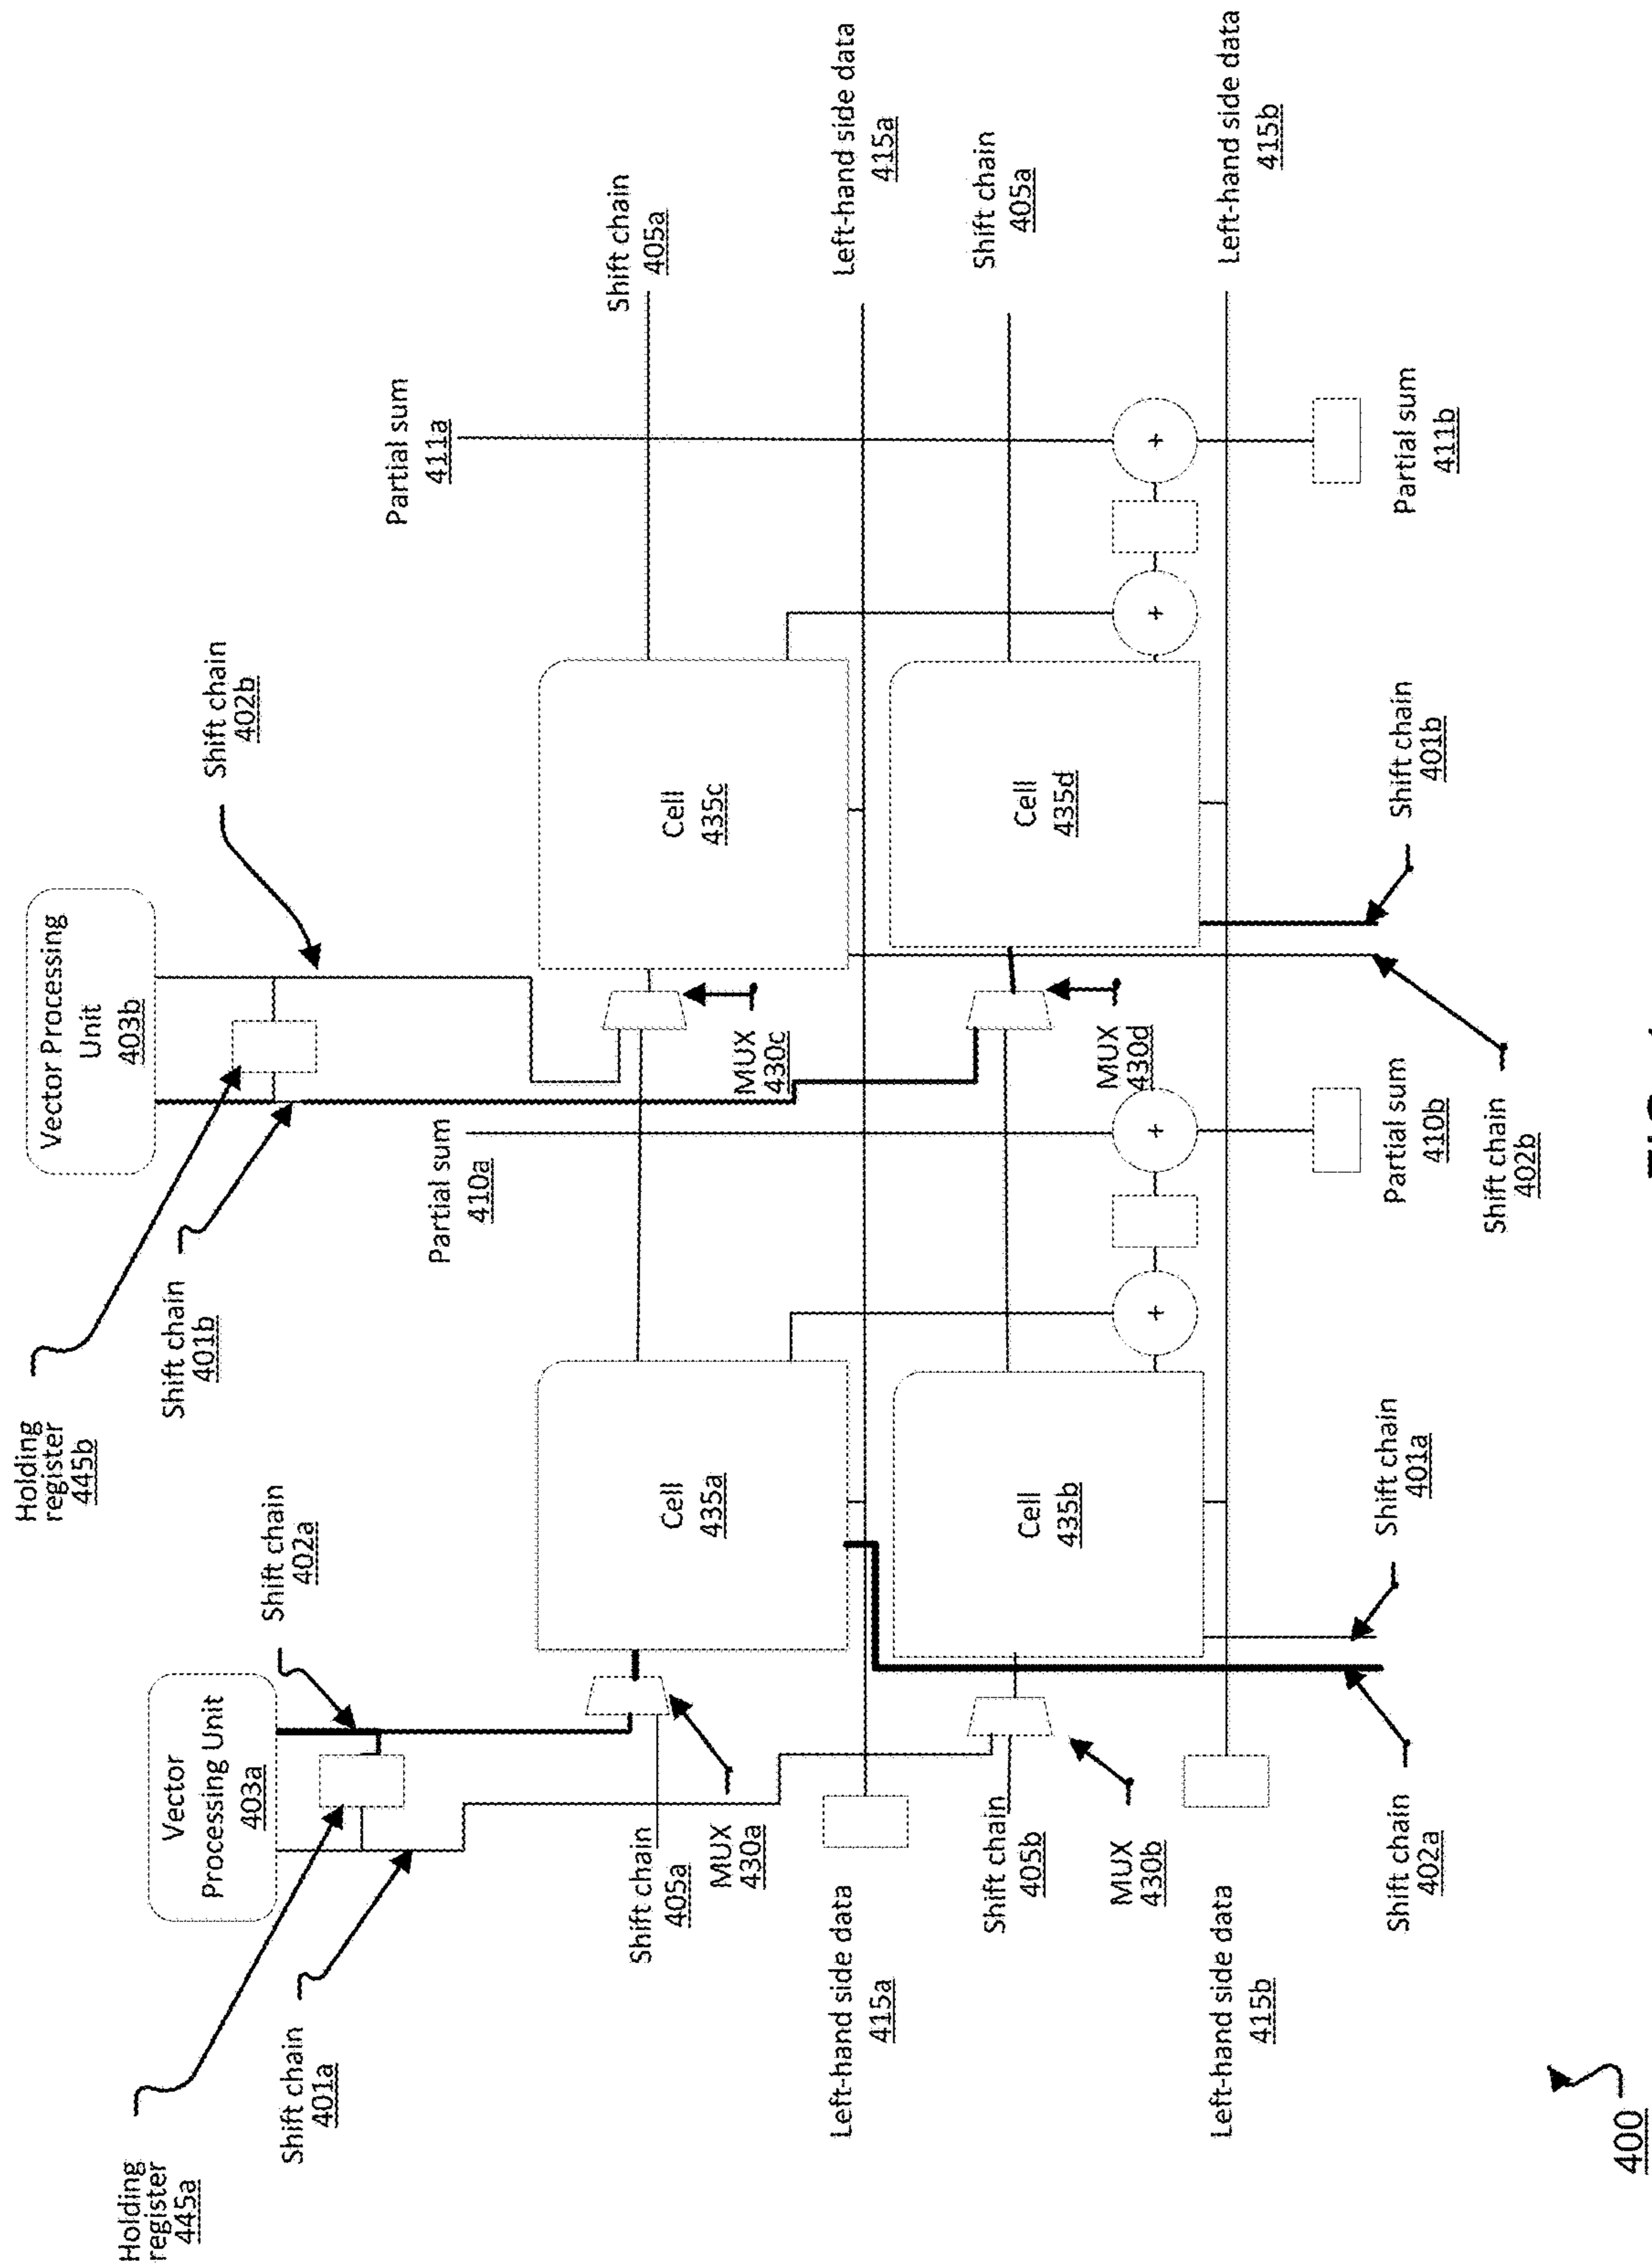 Vector Processing
Unit
403b
Holding
register
445b
Shift chain
402b
Shift chain
401b
Vector
Processing Unit
403a
Holding
register
445a
Shift chain
402a
Shift chain
401a
Partial sum
411a
Partial sum
410a
Shift chain
405a
Shift chain
405a
MUX
430a
Cell
435a
MUX
430c
Cell
435c
Left-hand side data
415a
Left-hand side data
415a
Shift chain
405b
Shift chain
405a
MUX
430b
Cell
435b
MUX
430d
Cell
435d
+
+
+
+
Left-hand side data
415b
Left-hand side data
415b
Shift chain
402a
Shift chain
401a
Partial sum
410b
Shift chain
402b
Shift chain
401b
Partial sum
411b
400